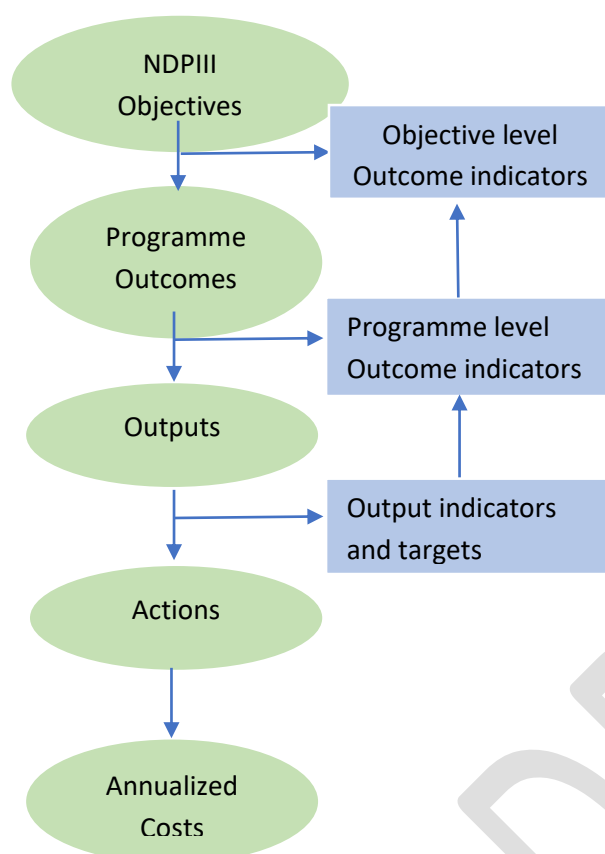 NDPIII
Objectives
Objective level
Outcome indicators
Programme
Outcomes
Programme level
Outcome indicators
Outputs
Output indicators
and targets
Actions
Annualized
Costs